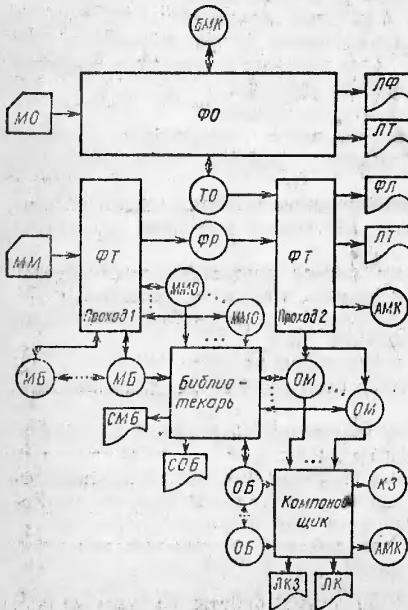 БМК
МО
ФО
ЛФ
ЛТ
ТО
ФЛ
ММ
ФТ
Проход 1
ФР
ФТ
Проход 2
ЛТ
ММО
ММО
АМК
МБ
МБ
Библио-
текарь
ОМ
ОМ
СМБ
СОБ
ОБ
ОБ
Компонов-
щик
КЗ
АМК
ЛКЗ
ЛК